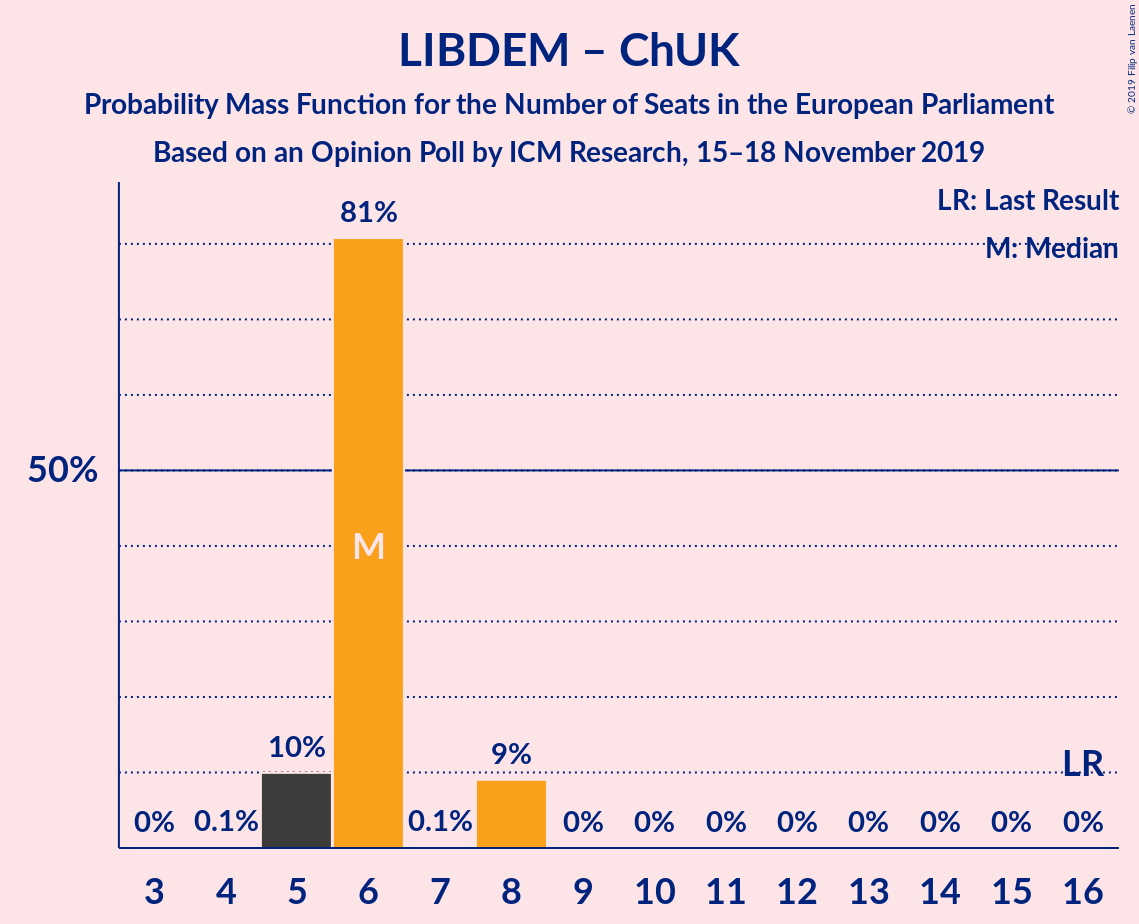 LIBDEM – ChUK
Probability Mass Function for the Number of Seats in the European Parliament
Based on an Opinion Poll by ICM Research, 15–18 November 2019
© 2019 Filip van Laenen
LR: Last Result
M: Median
81%
50%
M
10%
9%
LR
0% 0.1% 0.1% 0% 0% 0% 0% 0% 0% 0% 0%
3 4 5 6 7 8 9 10 11 12 13 14 15 16